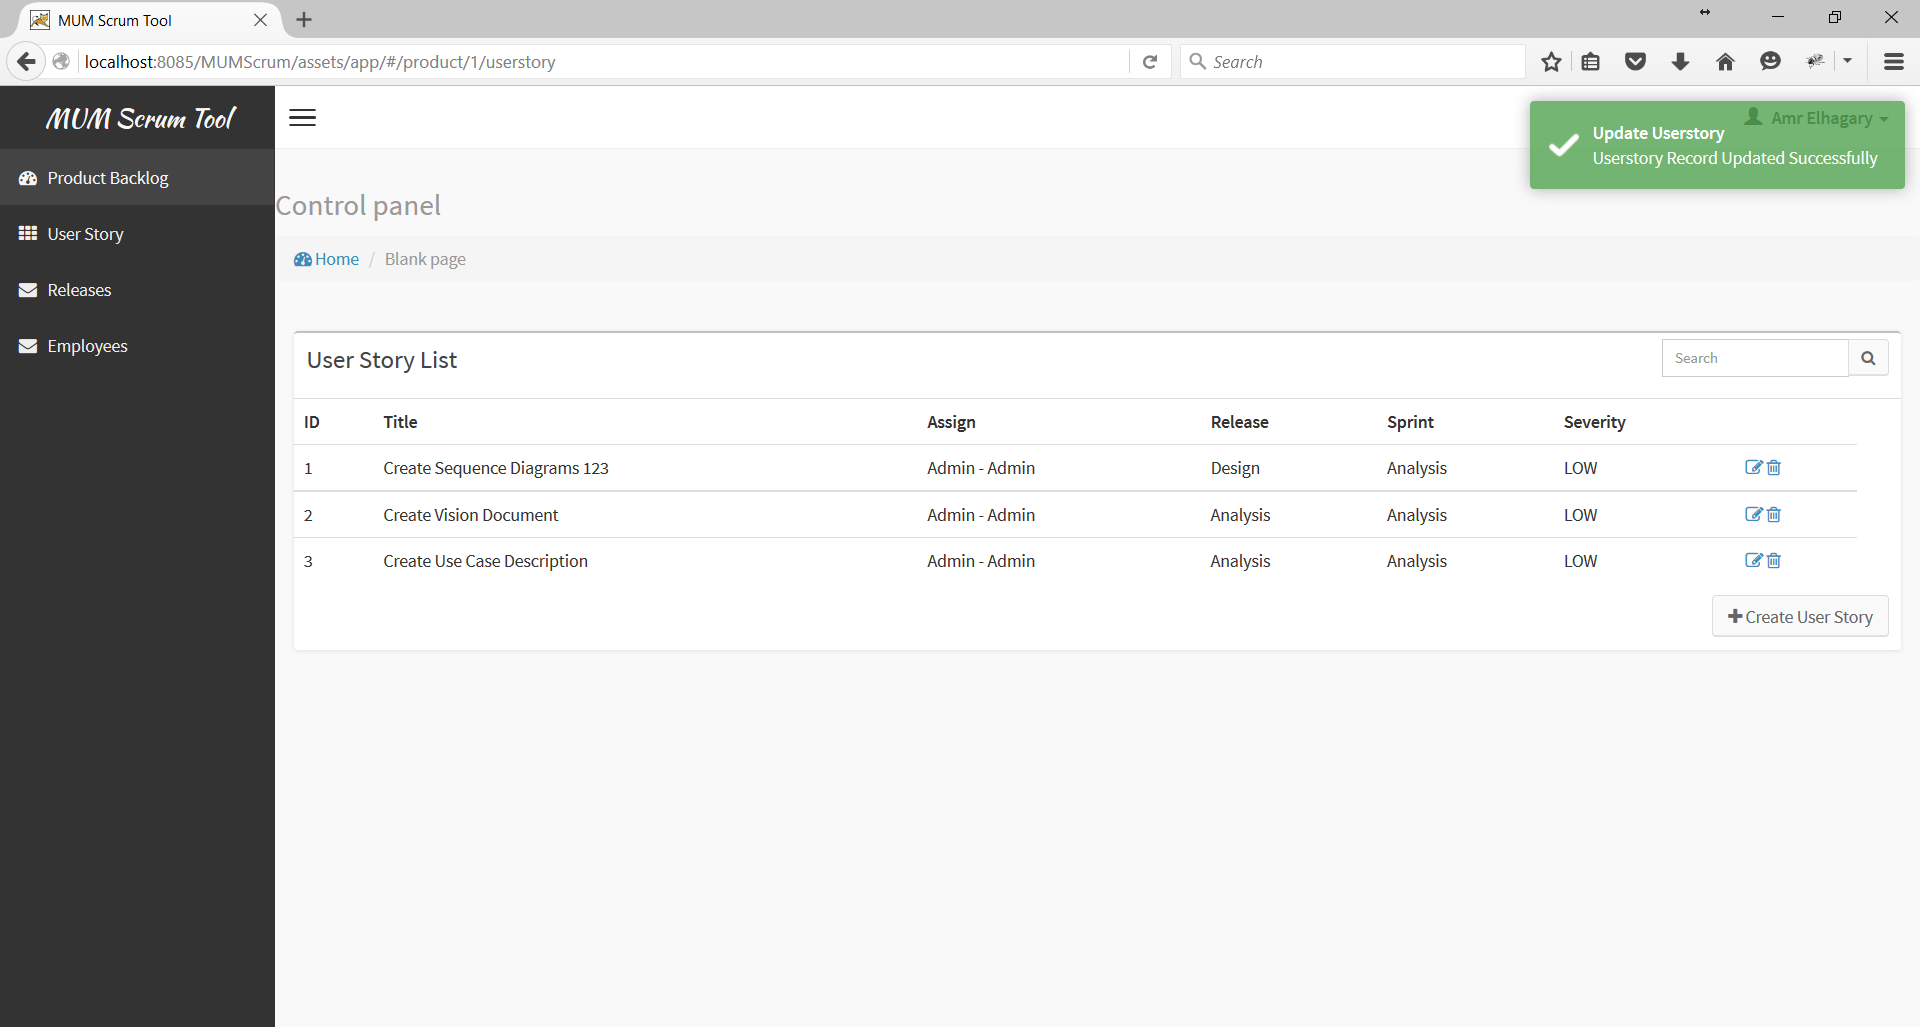 MUM Scrum Tool
localhost:8085/MUMScrum/assets/app/#/product/1/userstory
Search
MUM Scrum Tool
Product Backlog
User Story
Releases
Employees
Amr Elhagary
Update Userstory
Userstory Record Updated Successfully
Control panel
Home / Blank page
User Story List
Search
ID Title Assign Release Sprint Severity
1 Create Sequence Diagrams 123 Admin - Admin Design Analysis LOW
2 Create Vision Document Admin - Admin Analysis Analysis LOW
3 Create Use Case Description Admin - Admin Analysis Analysis LOW
Create User Story